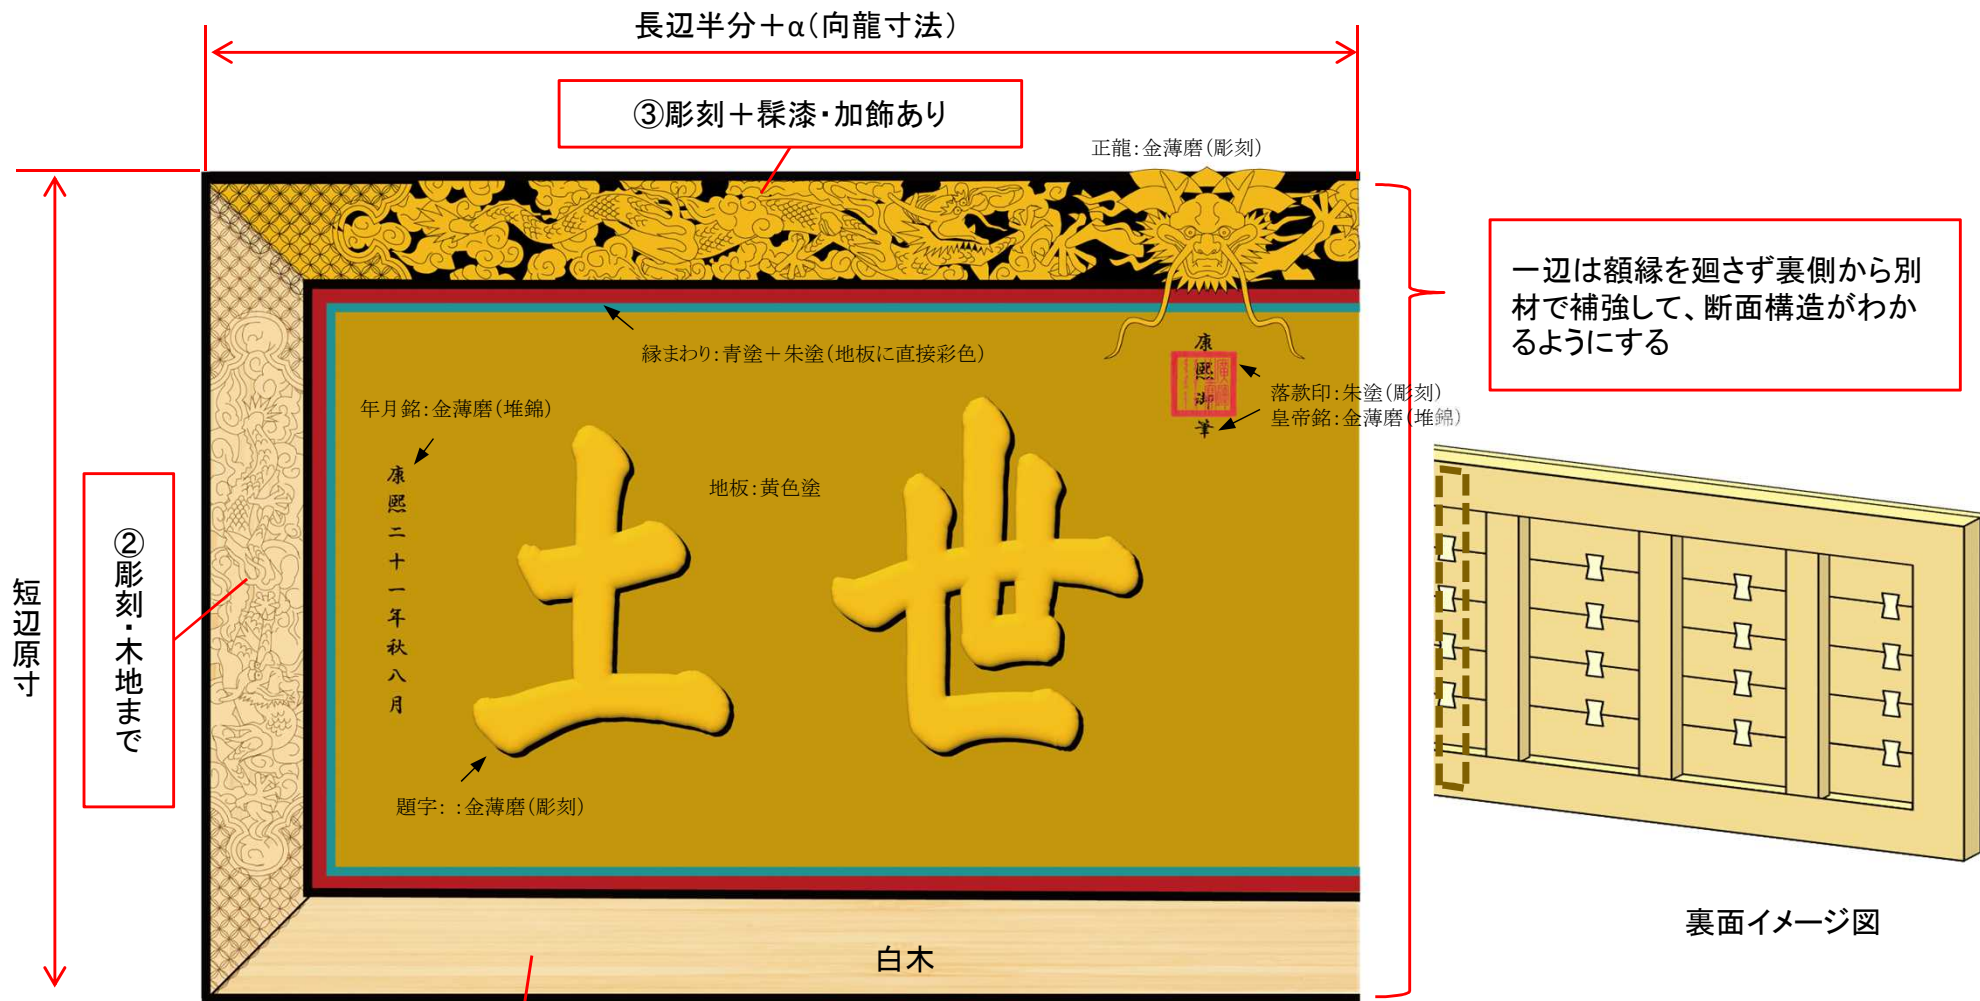 長辺半分＋α（向龍寸法）
③彫刻＋髹漆・加飾あり
正龍：金薄磨（彫刻）
一辺は額縁を廻さず裏側から別
材で補強して、断面構造がわか
るようにする
縁まわり：青塗＋朱塗（地板に直接彩色）
康熙御筆
落款印：朱塗（彫刻）
皇帝銘：金薄磨（堆錦）
年月銘：金薄磨（堆錦）
地板：黄色塗
康熙二十一年秋八月
世土
②彫刻・木地まで
短辺原寸
題字：：金薄磨（彫刻）
白木
裏面イメージ図